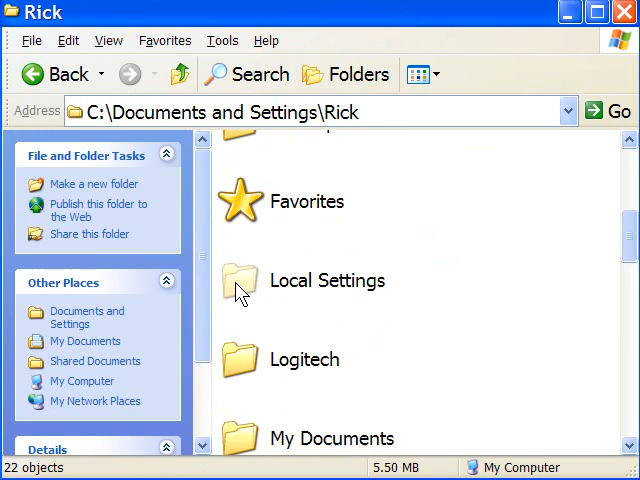 Rick
File Edit View Favorites Tools Help
Back Search Folders
Address C:\Documents and Settings\Rick Go
File and Folder Tasks
Make a new folder
Publish this folder to
the Web
Share this folder
Other Places
Documents and
Settings
My Documents
Shared Documents
My Computer
My Network Places
Details
Favorites
Local Settings
Logitech
My Documents
22 objects 5.50 MB My Computer